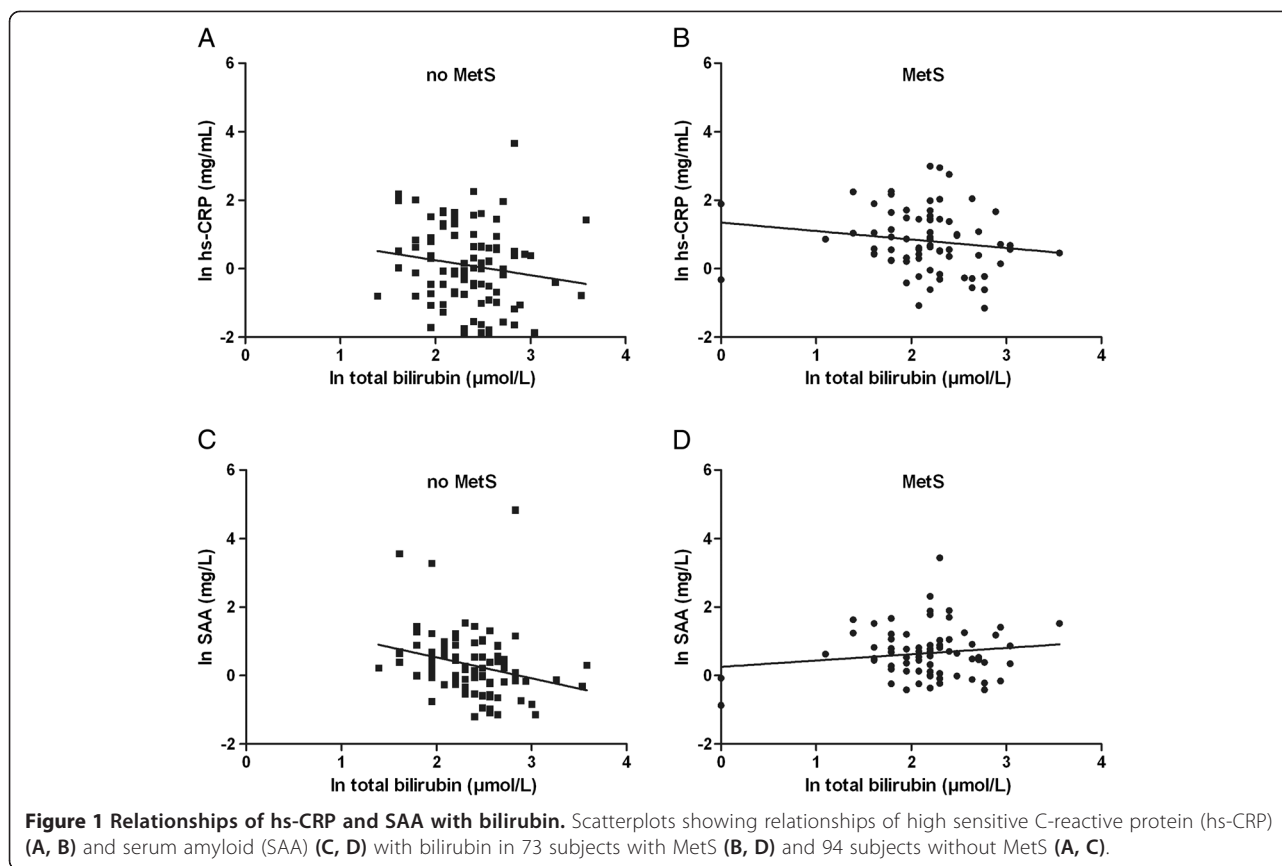 A
no MetS
6
4
2
0
-2
ln hs-CRP (mg/mL)
0 1 2 3 4
ln total bilirubin (µmol/L)
B
MetS
6
4
2
0
-2
ln hs-CRP (mg/mL)
0 1 2 3 4
ln total bilirubin (µmol/L)
C
no MetS
6
4
2
0
-2
ln SAA (mg/L)
0 1 2 3 4
ln total bilirubin (µmol/L)
D
MetS
6
4
2
0
-2
ln SAA (mg/L)
0 1 2 3 4
ln total bilirubin (µmol/L)
Figure 1 Relationships of hs-CRP and SAA with bilirubin. Scatterplots showing relationships of high sensitive C-reactive protein (hs-CRP)
(A, B) and serum amyloid (SAA) (C, D) with bilirubin in 73 subjects with MetS (B, D) and 94 subjects without MetS (A, C).